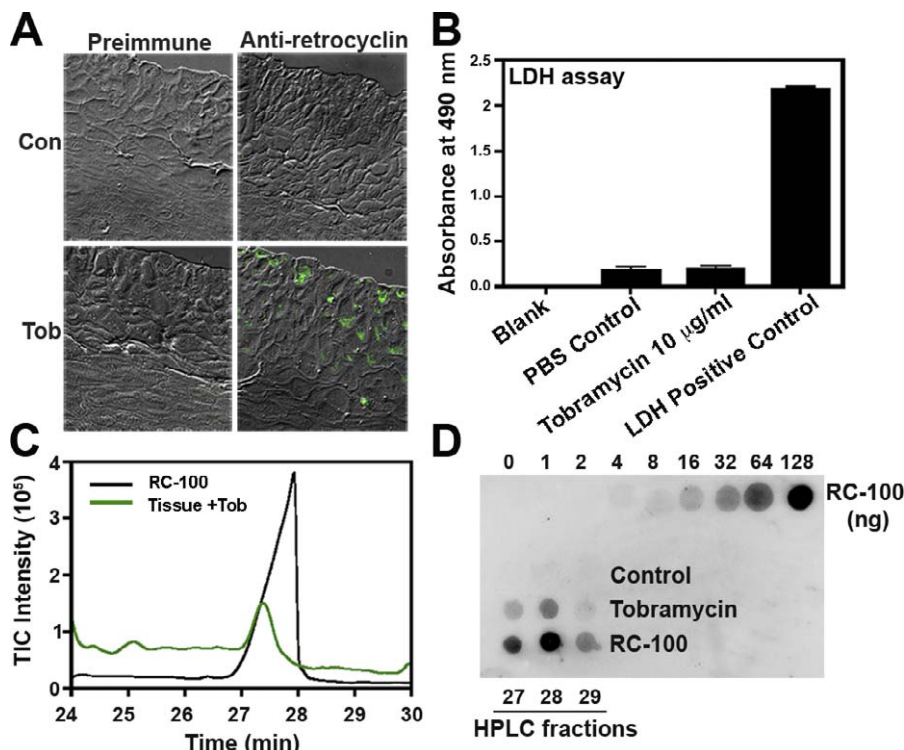 A
Preimmune Anti-retrocyclin
Con
Tob
B
LDH assay
Absorbance at 490 nm
2.5
2.0
1.5
1.0
0.5
0.0
Blank
PBS Control
Tobramycin 10 μg/ml
LDH Positive Control
C
TIC Intensity (10⁵)
4
3
2
1
0
RC-100
Tissue +Tob
24 25 26 27 28 29 30
Time (min)
D
0 1 2 4 8 16 32 64 128
RC-100
(ng)
Control
Tobramycin
RC-100
27 28 29
HPLC fractions